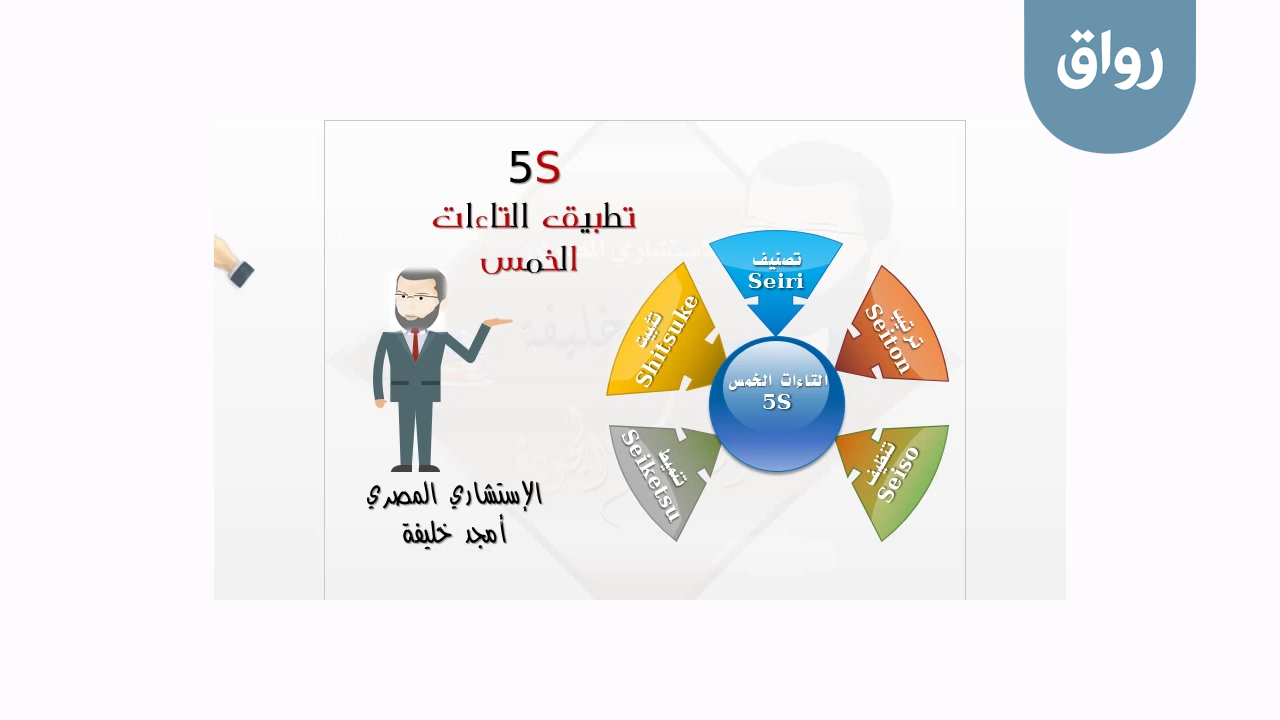 رواق
5S
تطبيق التاءات
الخمس
تصنيف
Seiri
ترتيب
Seiton
تنظيف
Seiso
تنميط
Seiketsu
تثبيت
Shitsuke
التاءات الخمس
5S
الإستشاري المصري
أمجد خليفة